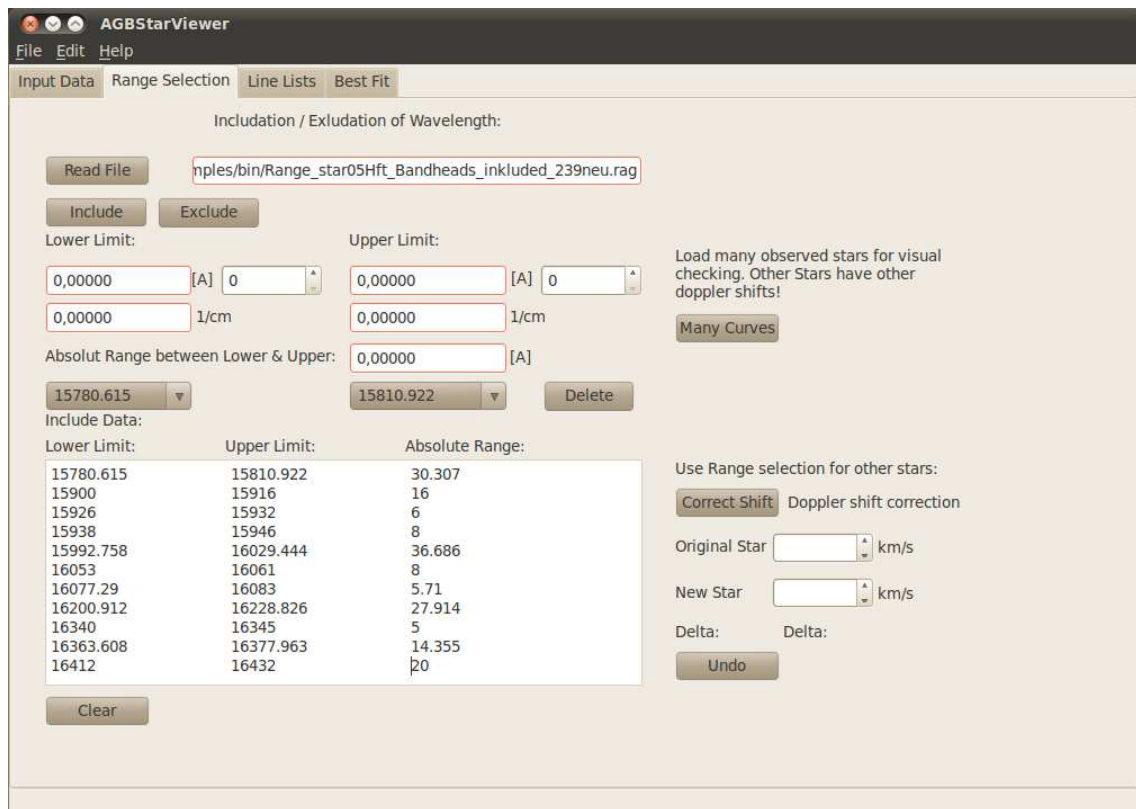 AGBStarViewer
File Edit Help
Input Data Range Selection Line Lists Best Fit
Includation / Exludation of Wavelength:
Read File mples/bin/Range_star05Hft_Bandheads_inkluded_239neu.rag
Include Exclude
Lower Limit: Upper Limit:
Load many observed stars for visual
checking. Other Stars have other
doppler shifts!
0,00000 [A] 0 0,00000 [A] 0
0,00000 1/cm 0,00000 1/cm
Many Curves
Absolut Range between Lower & Upper: 0,00000 [A]
15780.615 15810.922 Delete
Include Data:
Lower Limit: Upper Limit: Absolute Range:
15780.615 15810.922 30.307
15900 15916 16
15926 15932 6
15938 15946 8
15992.758 16029.444 36.686
16053 16061 8
16077.29 16083 5.71
16200.912 16228.826 27.914
16340 16345 5
16363.608 16377.963 14.355
16412 16432 20
Clear
Use Range selection for other stars:
Correct Shift Doppler shift correction
Original Star km/s
New Star km/s
Delta: Delta:
Undo